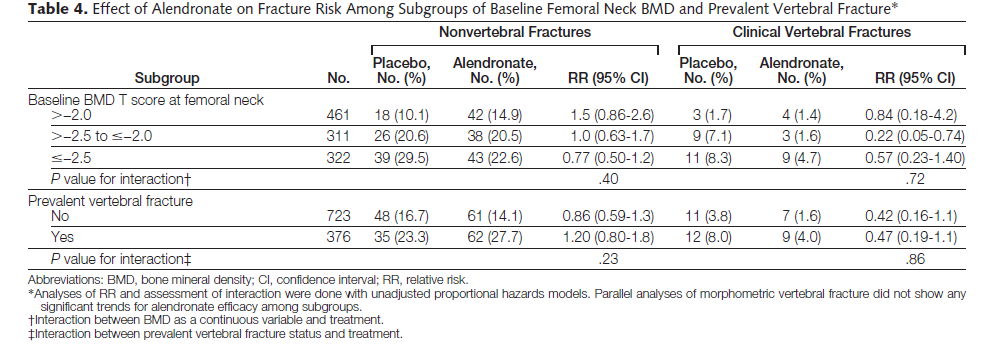 Table 4. Effect of Alendronate on Fracture Risk Among Subgroups of Baseline Femoral Neck BMD and Prevalent Vertebral Fracture*
Nonvertebral Fractures Clinical Vertebral Fractures
Subgroup No. Placebo, No. (%) Alendronate, No. (%) RR (95% CI) Placebo, No. (%) Alendronate, No. (%) RR (95% CI)
Baseline BMD T score at femoral neck
>−2.0 461 18 (10.1) 42 (14.9) 1.5 (0.86-2.6) 3 (1.7) 4 (1.4) 0.84 (0.18-4.2)
>−2.5 to ≤−2.0 311 26 (20.6) 38 (20.5) 1.0 (0.63-1.7) 9 (7.1) 3 (1.6) 0.22 (0.05-0.74)
≤−2.5 322 39 (29.5) 43 (22.6) 0.77 (0.50-1.2) 11 (8.3) 9 (4.7) 0.57 (0.23-1.40)
P value for interaction† .40 .72
Prevalent vertebral fracture
No 723 48 (16.7) 61 (14.1) 0.86 (0.59-1.3) 11 (3.8) 7 (1.6) 0.42 (0.16-1.1)
Yes 376 35 (23.3) 62 (27.7) 1.20 (0.80-1.8) 12 (8.0) 9 (4.0) 0.47 (0.19-1.1)
P value for interaction‡ .23 .86
Abbreviations: BMD, bone mineral density; CI, confidence interval; RR, relative risk.
*Analyses of RR and assessment of interaction were done with unadjusted proportional hazards models. Parallel analyses of morphometric vertebral fracture did not show any
significant trends for alendronate efficacy among subgroups.
†Interaction between BMD as a continuous variable and treatment.
‡Interaction between prevalent vertebral fracture status and treatment.